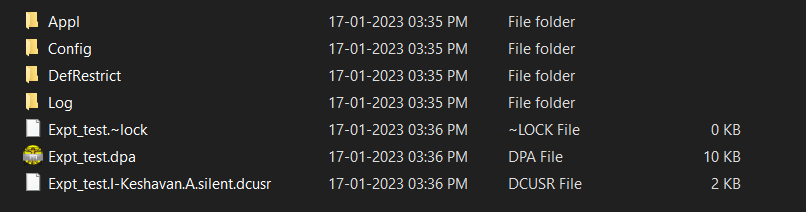 Appl 17-01-2023 03:35 PM File folder
Config 17-01-2023 03:35 PM File folder
DefRestrict 17-01-2023 03:35 PM File folder
Log 17-01-2023 03:35 PM File folder
Expt_test.~lock 17-01-2023 03:36 PM ~LOCK File 0 KB
Expt_test.dpa 17-01-2023 03:36 PM DPA File 10 KB
Expt_test.I-Keshavan.A.silent.dcusr 17-01-2023 03:36 PM DCUSR File 2 KB